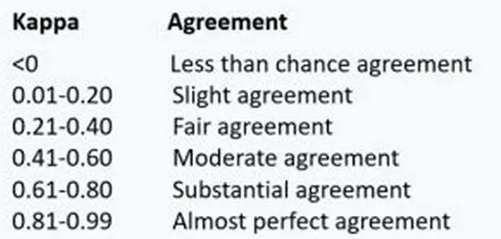 Kappa Agreement
<0 Less than chance agreement
0.01-0.20 Slight agreement
0.21-0.40 Fair agreement
0.41-0.60 Moderate agreement
0.61-0.80 Substantial agreement
0.81-0.99 Almost perfect agreement